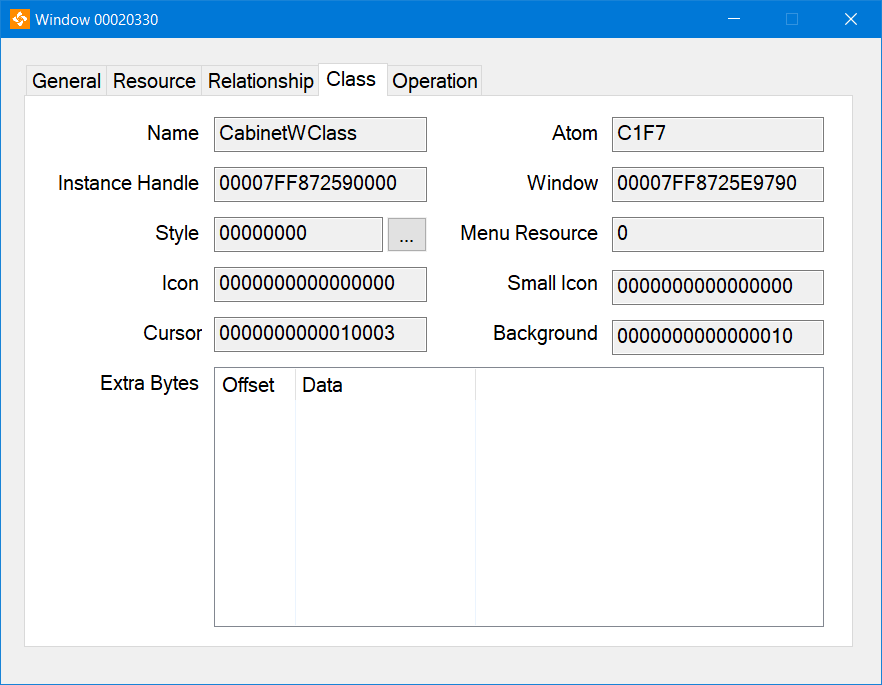 Window 00020330
General Resource Relationship Class Operation
Name CabinetWClass Atom C1F7
Instance Handle 00007FF872590000 Window 00007FF8725E9790
Style 00000000 ... Menu Resource 0
Icon 0000000000000000 Small Icon 0000000000000000
Cursor 0000000000010003 Background 0000000000000010
Extra Bytes Offset Data